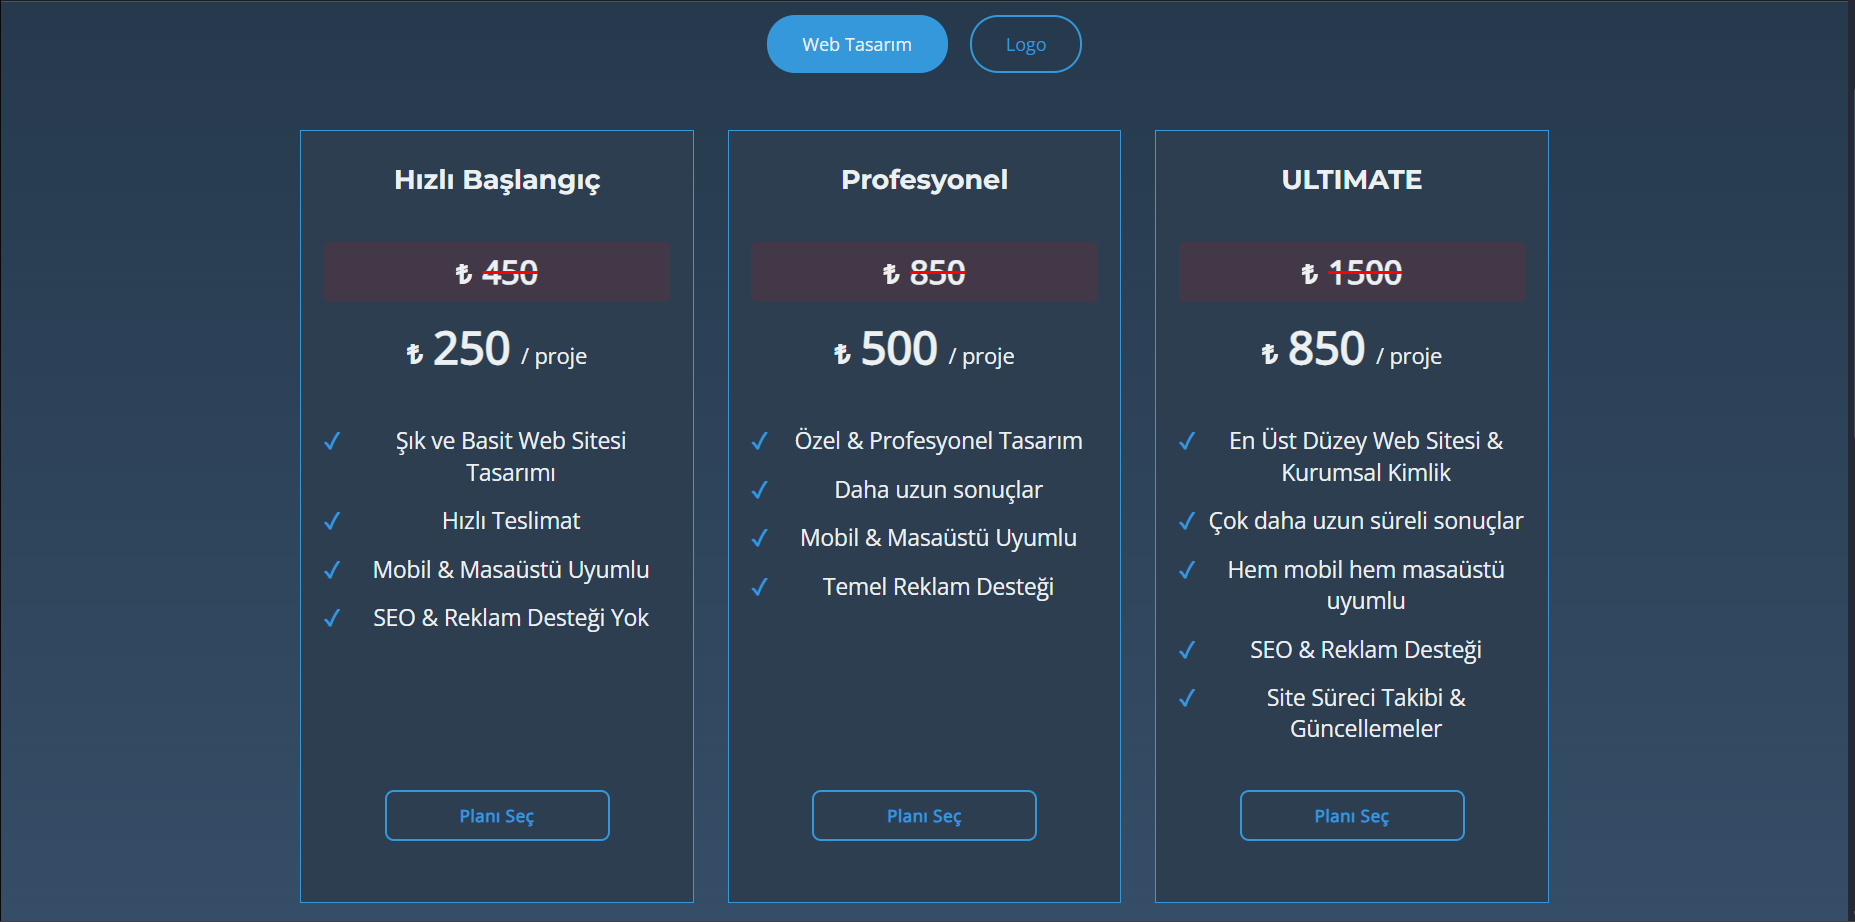 Web Tasarım
Logo
Hızlı Başlangıç
₺ 450
₺ 250 / proje
Şık ve Basit Web Sitesi
Tasarımı
Hızlı Teslimat
Mobil & Masaüstü Uyumlu
SEO & Reklam Desteği Yok
Planı Seç
Profesyonel
₺ 850
₺ 500 / proje
Özel & Profesyonel Tasarım
Daha uzun sonuçlar
Mobil & Masaüstü Uyumlu
Temel Reklam Desteği
Planı Seç
ULTIMATE
₺ 1500
₺ 850 / proje
En Üst Düzey Web Sitesi &
Kurumsal Kimlik
Çok daha uzun süreli sonuçlar
Hem mobil hem masaüstü
uyumlu
SEO & Reklam Desteği
Site Süreci Takibi &
Güncellemeler
Planı Seç